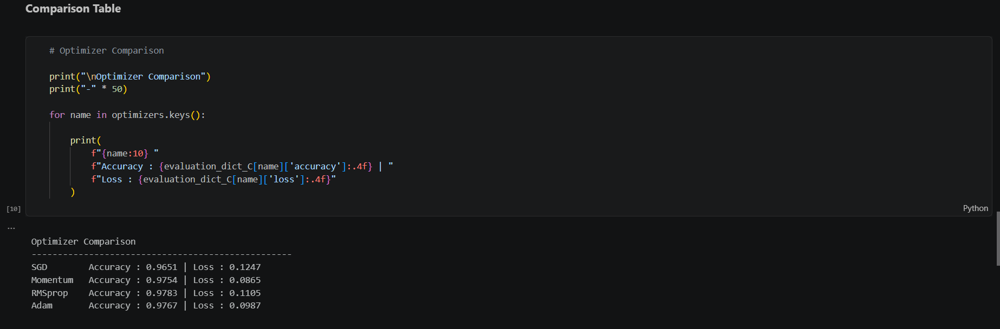 Comparison Table
# Optimizer Comparison
print("\nOptimizer Comparison")
print("-" * 50)
for name in optimizers.keys():
print(
f"{name:10} "
f"Accuracy : {evaluation_dict_C[name]['accuracy']:.4f} | "
f"Loss : {evaluation_dict_C[name]['loss']:.4f}"
)
[10]
Python
...
Optimizer Comparison
--------------------------------------------------
SGD        Accuracy : 0.9651 | Loss : 0.1247
Momentum   Accuracy : 0.9754 | Loss : 0.0865
RMSprop    Accuracy : 0.9783 | Loss : 0.1105
Adam       Accuracy : 0.9767 | Loss : 0.0987